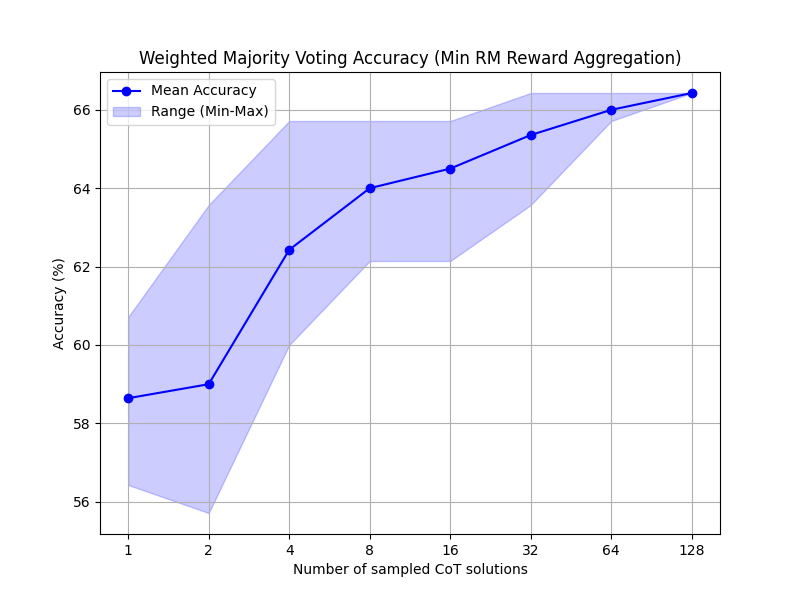 Weighted Majority Voting Accuracy (Min RM Reward Aggregation)
Mean Accuracy
Range (Min-Max)
Accuracy (%)
66
64
62
60
58
56
1 2 4 8 16 32 64 128
Number of sampled CoT solutions